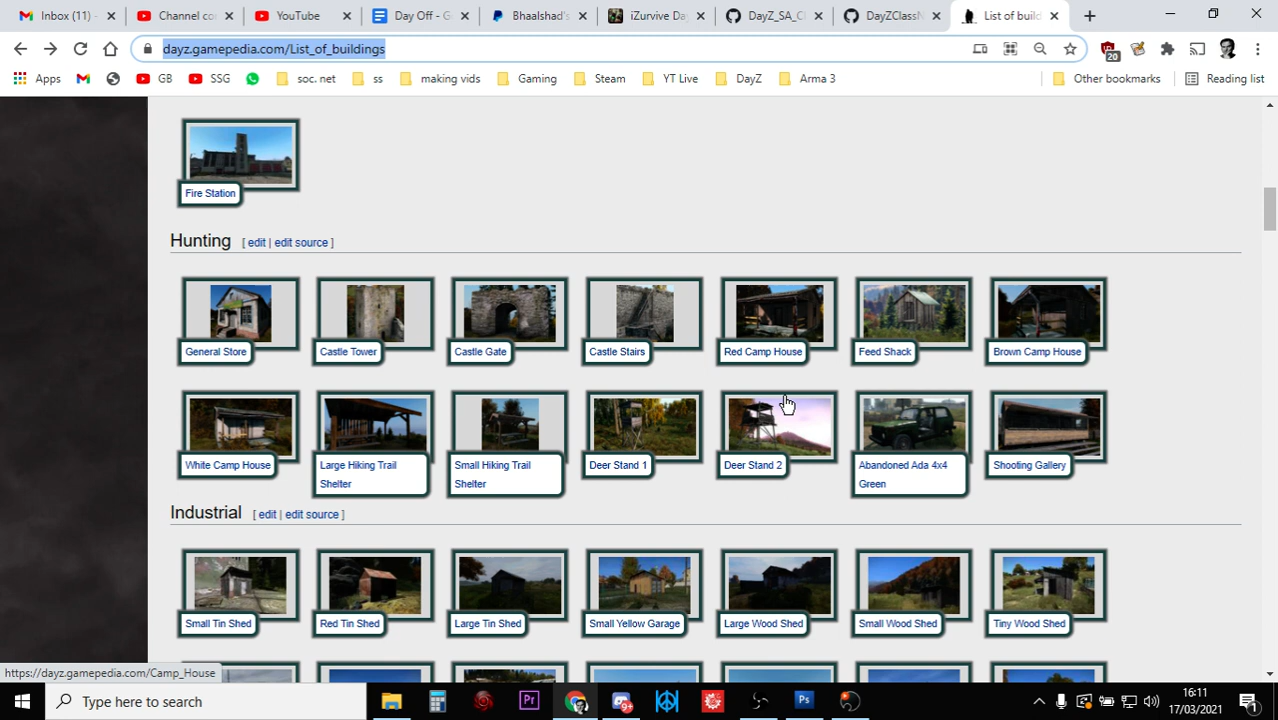 Inbox (11) -
Channel co
YouTube
Day Off - G
Bhaalshad's
iZurvive Da
DayZ_SA_C
DayZClassN
List of build
dayz.gamepedia.com/List_of_buildings
20
Apps
GB
SSG
soc. net
ss
making vids
Gaming
Steam
YT Live
DayZ
Arma 3
Other bookmarks
Reading list
Fire Station
Hunting [ edit | edit source ]
General Store
Castle Tower
Castle Gate
Castle Stairs
Red Camp House
Feed Shack
Brown Camp House
White Camp House
Large Hiking Trail
Shelter
Small Hiking Trail
Shelter
Deer Stand 1
Deer Stand 2
Abandoned Ada 4x4
Green
Shooting Gallery
Industrial [ edit | edit source ]
Small Tin Shed
Red Tin Shed
Large Tin Shed
Small Yellow Garage
Large Wood Shed
Small Wood Shed
Tiny Wood Shed
https://dayz.gamepedia.com/Camp_House
Type here to search
Pr
Ps
16:11
17/03/2021
1